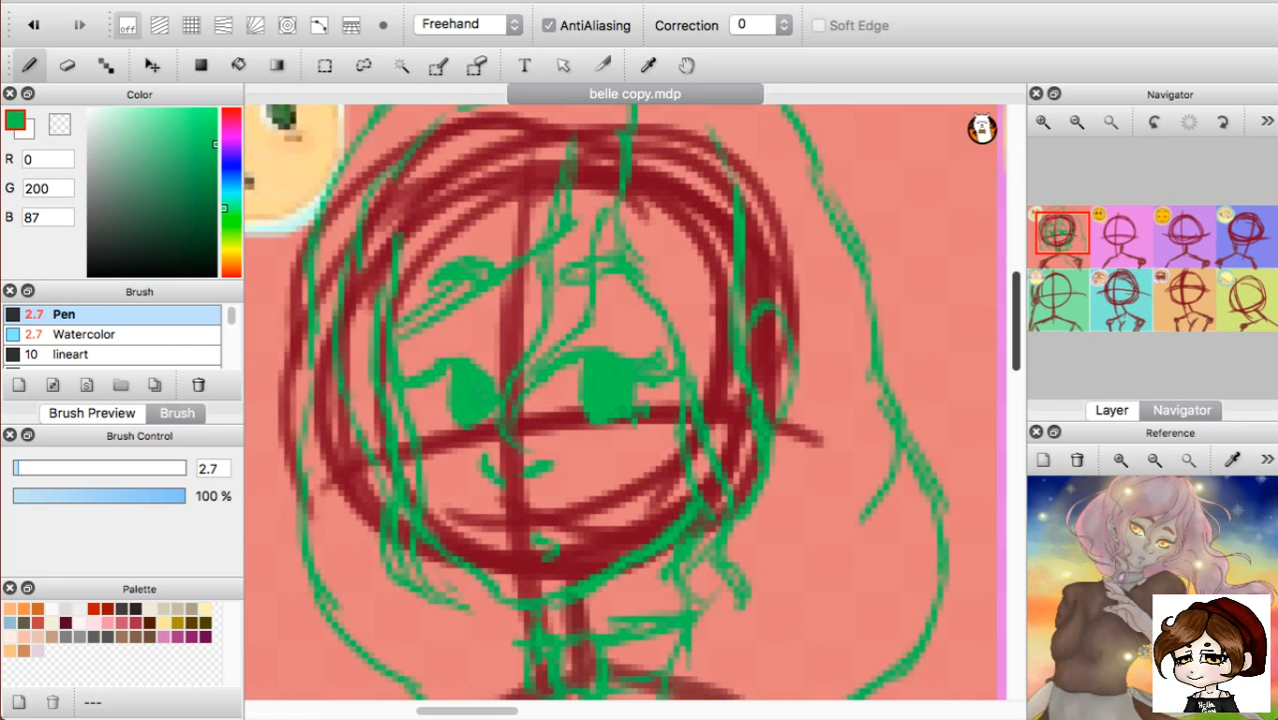 off
Freehand
AntiAliasing
Correction
0
Soft Edge
T
Color
belle copy.mdp
Navigator
R 0
G 200
B 87
Brush
2.7 Pen
2.7 Watercolor
10 lineart
Brush Preview
Brush
Layer
Navigator
Brush Control
Reference
2.7
100 %
Palette
---